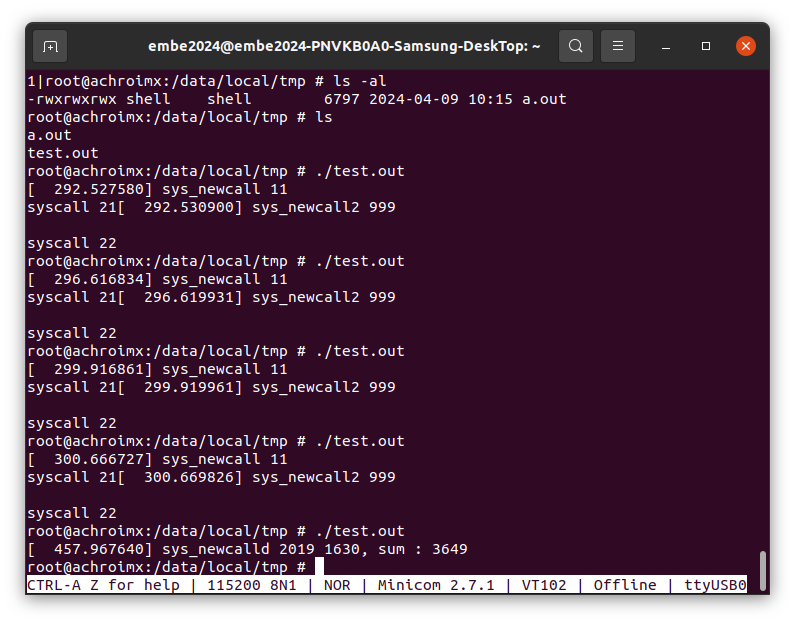 embe2024@embe2024-PNVKB0A0-Samsung-DeskTop: ~
1|root@achroimx:/data/local/tmp # ls -al
-rwxrwxrwx shell    shell        6797 2024-04-09 10:15 a.out
root@achroimx:/data/local/tmp # ls
a.out
test.out
root@achroimx:/data/local/tmp # ./test.out
[  292.527580] sys_newcall 11
syscall 21[  292.530900] sys_newcall2 999
syscall 22
root@achroimx:/data/local/tmp # ./test.out
[  296.616834] sys_newcall 11
syscall 21[  296.619931] sys_newcall2 999
syscall 22
root@achroimx:/data/local/tmp # ./test.out
[  299.916861] sys_newcall 11
syscall 21[  299.919961] sys_newcall2 999
syscall 22
root@achroimx:/data/local/tmp # ./test.out
[  300.666727] sys_newcall 11
syscall 21[  300.669826] sys_newcall2 999
syscall 22
root@achroimx:/data/local/tmp # ./test.out
[  457.967640] sys_newcalld 2019 1630, sum : 3649
root@achroimx:/data/local/tmp #
CTRL-A Z for help | 115200 8N1 | NOR | Minicom 2.7.1 | VT102 | Offline | ttyUSB0